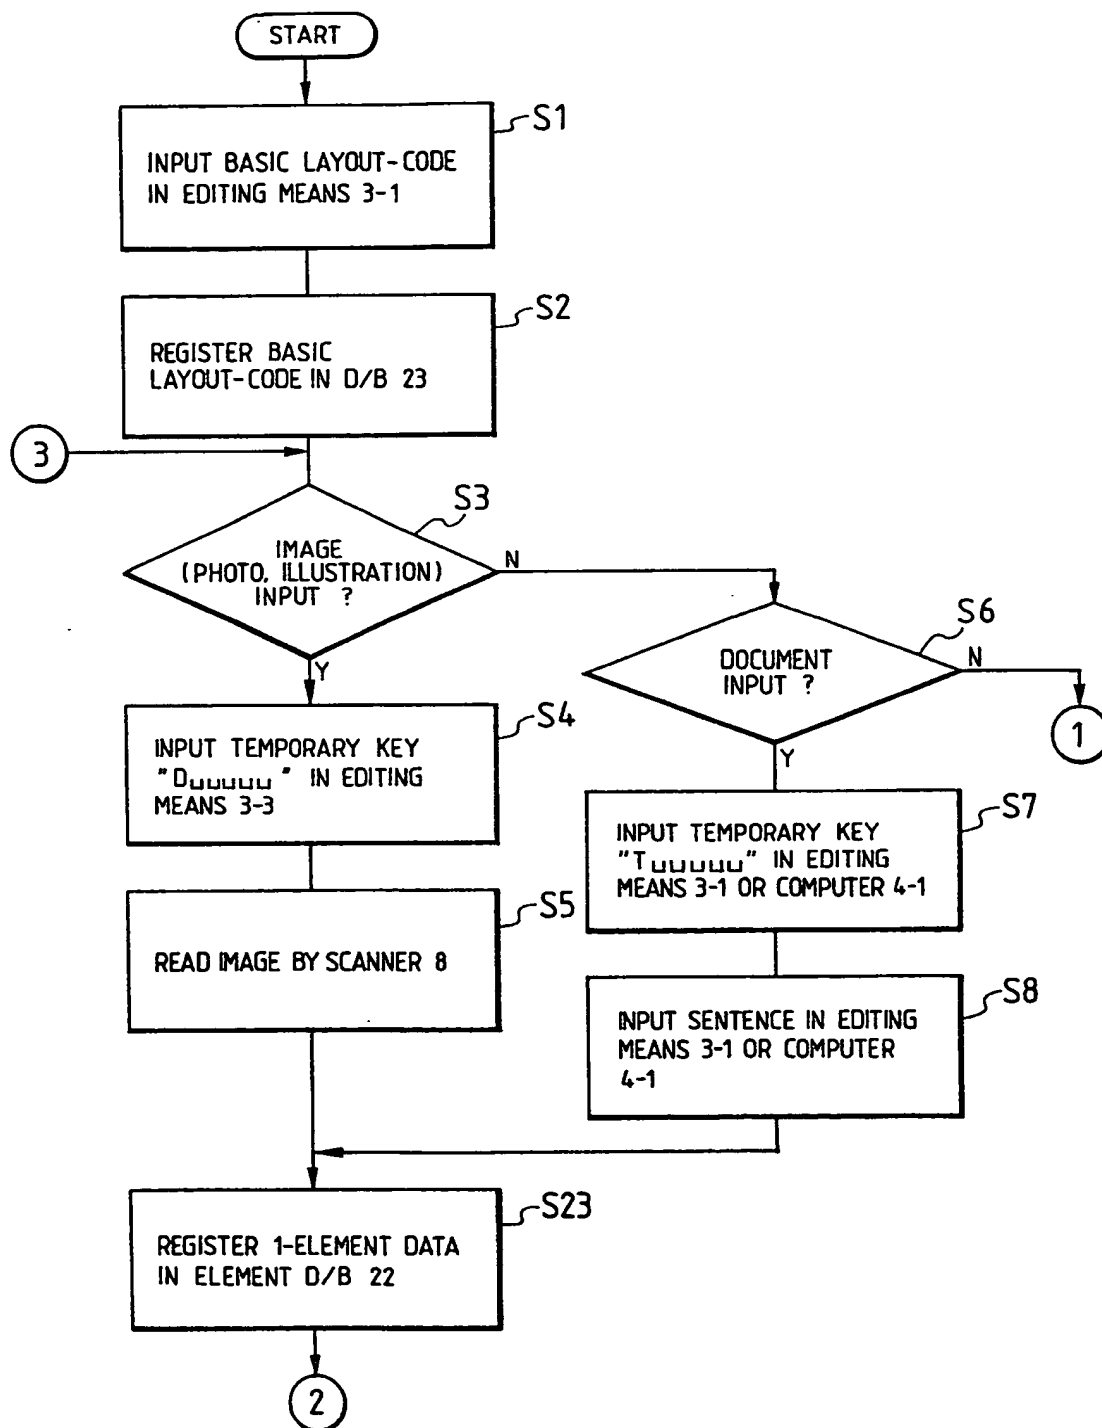 START
S1
INPUT BASIC LAYOUT-CODE
IN EDITING MEANS 3-1
S2
REGISTER BASIC
LAYOUT-CODE IN D/B 23
3
S3
IMAGE
(PHOTO, ILLUSTRATION)
INPUT ?
N
Y
S6
DOCUMENT
INPUT ?
N
Y
1
S4
INPUT TEMPORARY KEY
"D␣␣␣␣␣" IN EDITING
MEANS 3-3
S7
INPUT TEMPORARY KEY
"T␣␣␣␣␣" IN EDITING
MEANS 3-1 OR COMPUTER 4-1
S5
READ IMAGE BY SCANNER 8
S8
INPUT SENTENCE IN EDITING
MEANS 3-1 OR COMPUTER
4-1
S23
REGISTER 1-ELEMENT DATA
IN ELEMENT D/B 22
2